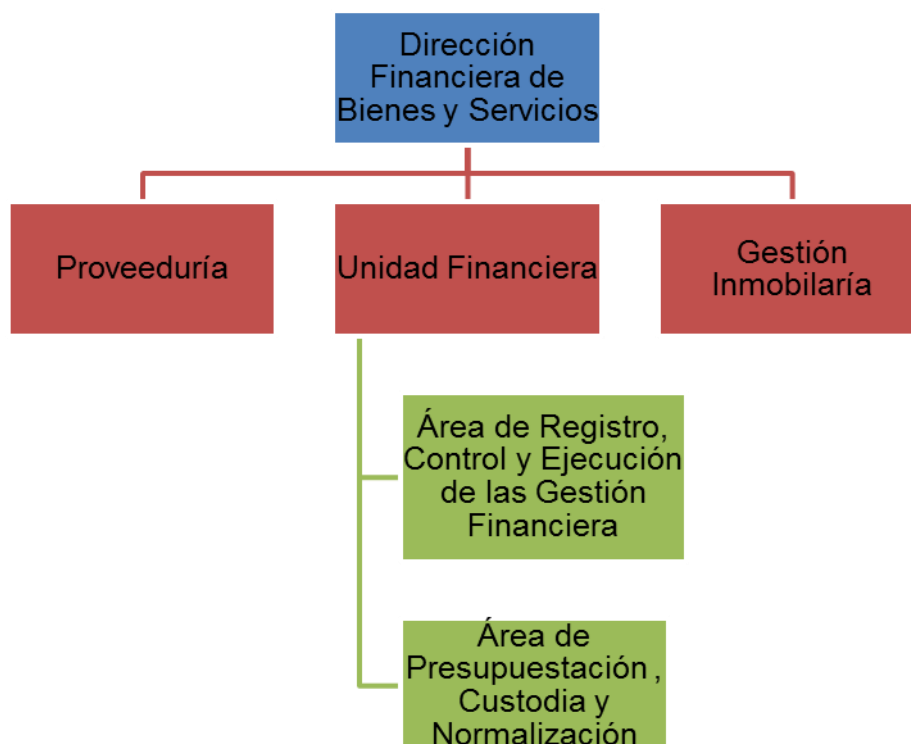 Dirección
Financiera de
Bienes y Servicios
Proveeduría
Unidad Financiera
Gestión
Inmobilaría
Área de Registro,
Control y Ejecución
de las Gestión
Financiera
Área de
Presupuestación ,
Custodia y
Normalización